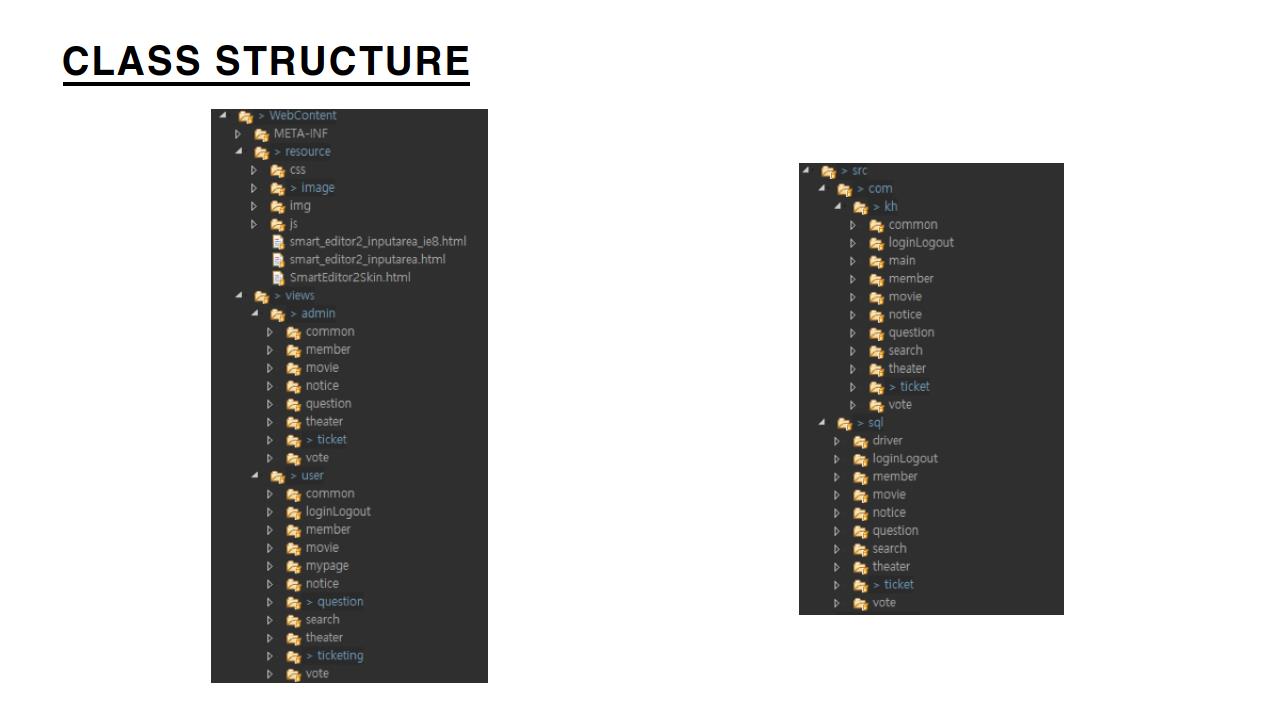 CLASS STRUCTURE
> WebContent
META-INF
> resource
css
> image
img
js
smart_editor2_inputarea_ie8.html
smart_editor2_inputarea.html
SmartEditor2Skin.html
> views
> admin
common
member
movie
notice
question
theater
> ticket
vote
> user
common
loginLogout
member
movie
mypage
notice
> question
search
theater
> ticketing
vote
> src
> com
> kh
common
loginLogout
main
member
movie
notice
question
search
theater
> ticket
vote
> sql
driver
loginLogout
member
movie
notice
question
search
theater
> ticket
vote